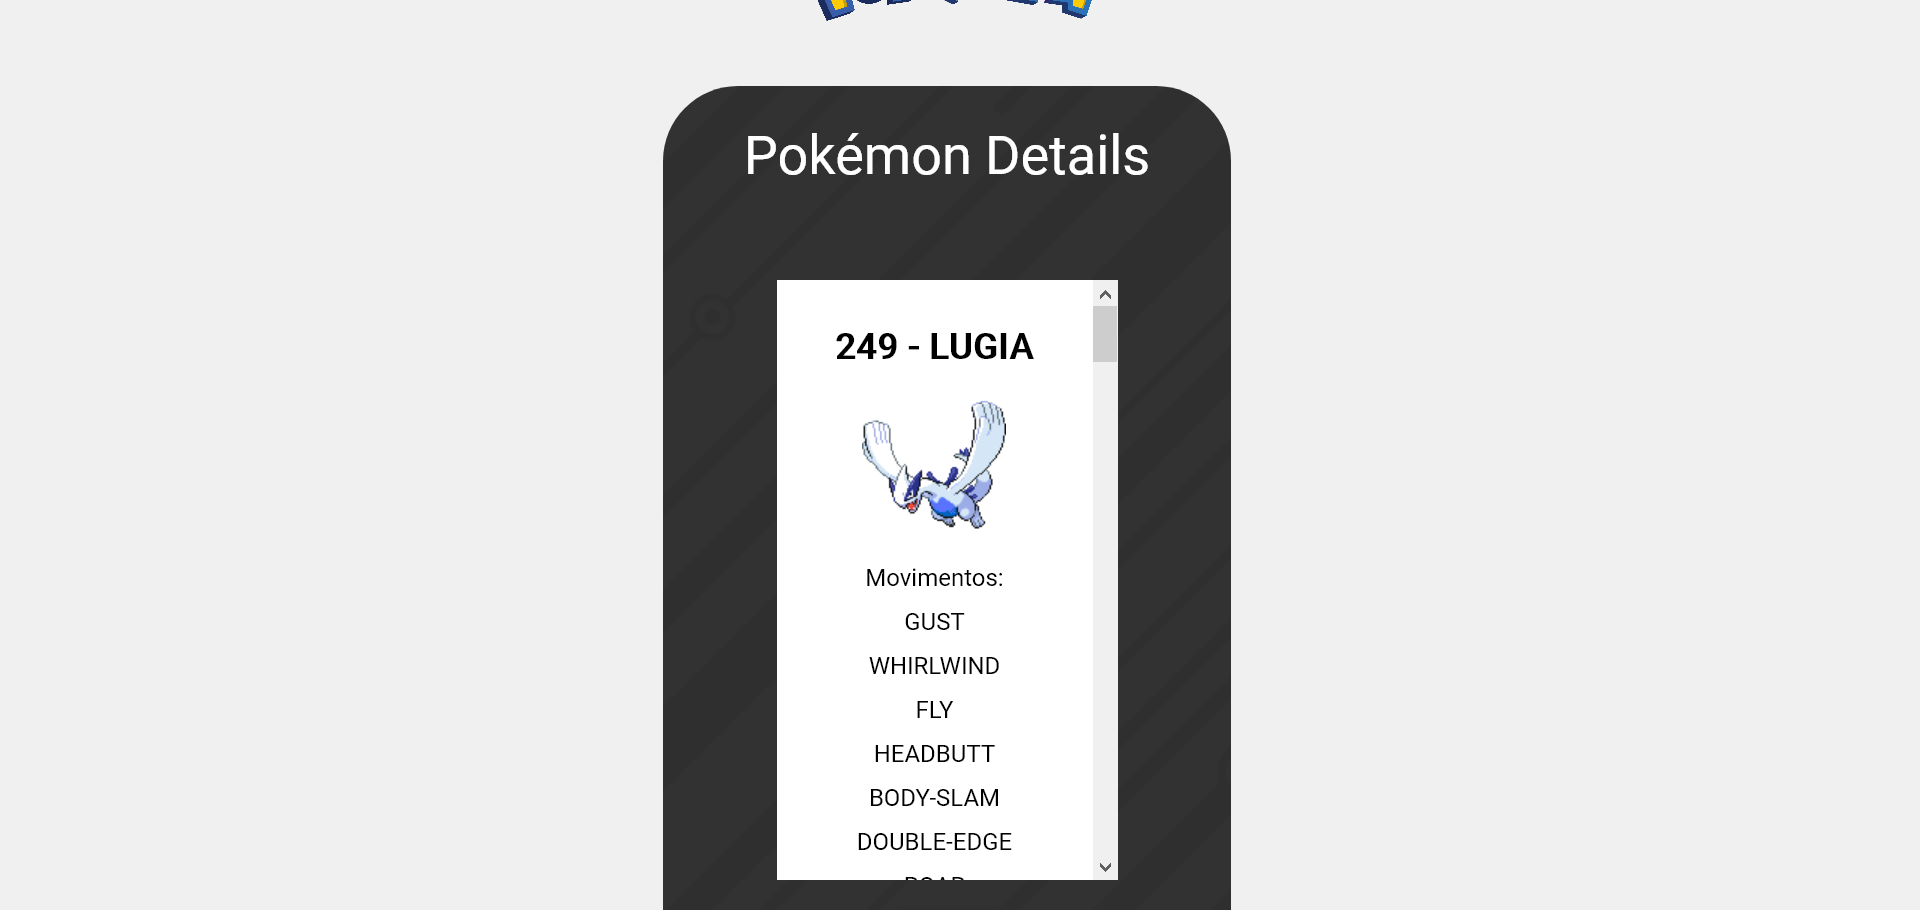 Pokémon Details
249 - LUGIA
Movimentos:
GUST
WHIRLWIND
FLY
HEADBUTT
BODY-SLAM
DOUBLE-EDGE